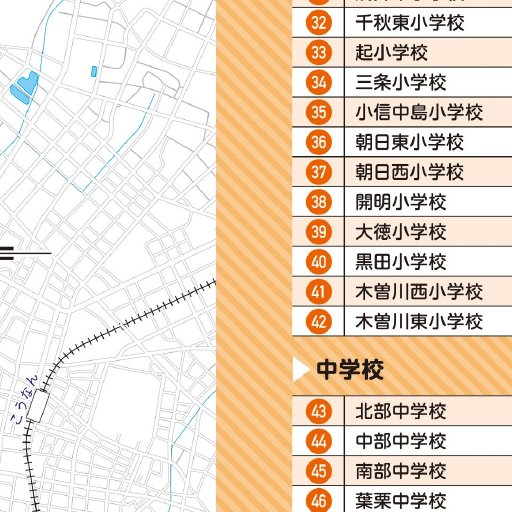 32 千秋東小学校
33 起小学校
34 三条小学校
35 小信中島小学校
36 朝日東小学校
37 朝日西小学校
38 開明小学校
39 大徳小学校
40 黒田小学校
41 木曽川西小学校
42 木曽川東小学校
中学校
43 北部中学校
44 中部中学校
45 南部中学校
46 葉栗中学校
こうなん